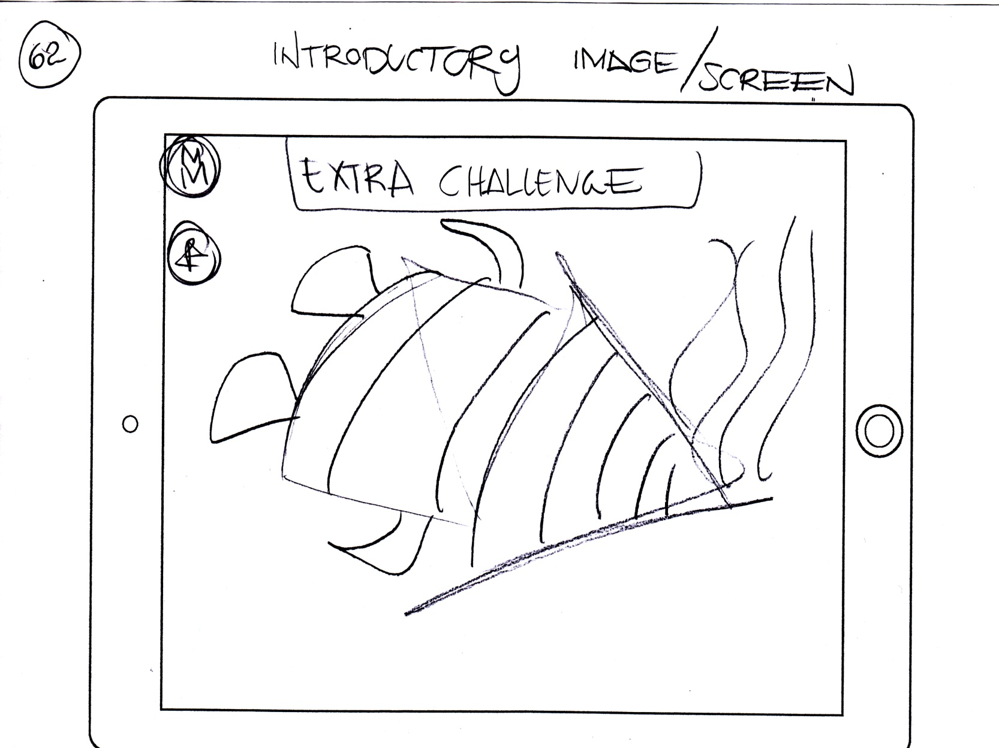 62
INTRODUCTORY IMAGE/SCREEN
M
M
EXTRA CHALLENGE